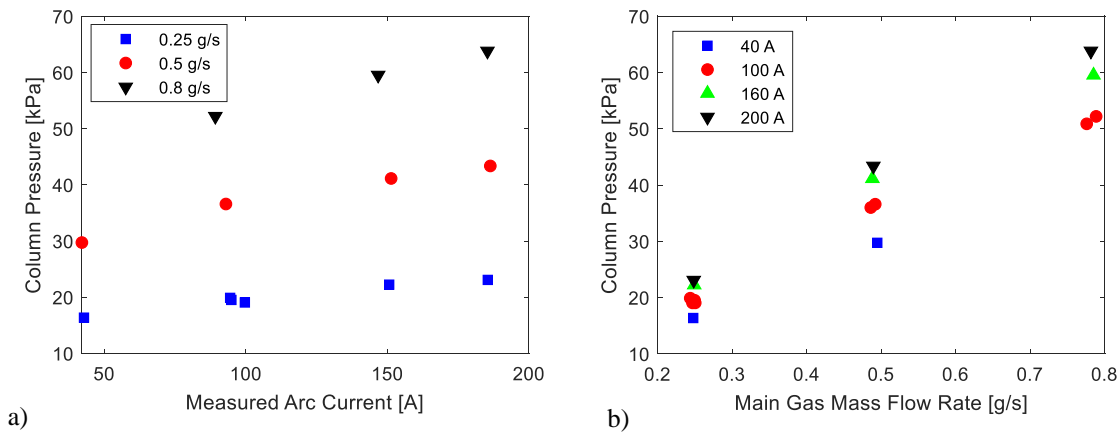 70
60
50
40
30
20
10
Column Pressure [kPa]
0.25 g/s
0.5 g/s
0.8 g/s
50
100
150
200
Measured Arc Current [A]
a)
70
60
50
40
30
20
10
Column Pressure [kPa]
40 A
100 A
160 A
200 A
0.2
0.3
0.4
0.5
0.6
0.7
0.8
Main Gas Mass Flow Rate [g/s]
b)